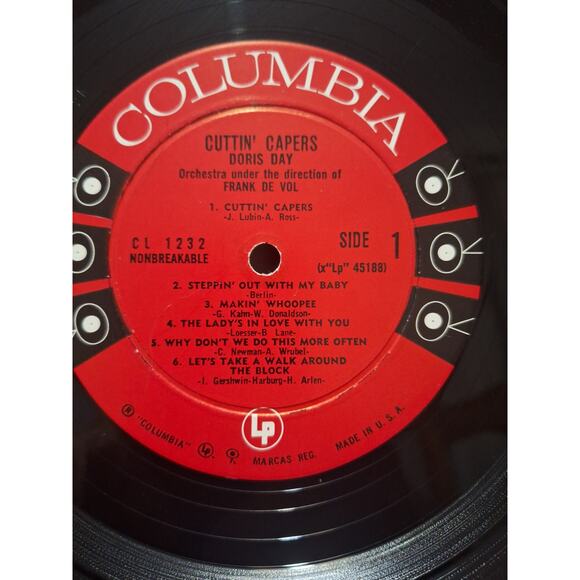 COLUMBIA
CUTTIN' CAPERS
DORIS DAY
Orchestra under the direction of
FRANK DE VOL
1. CUTTIN' CAPERS
-J. Lubin-A. Ross-
CL 1232
NONBREAKABLE
SIDE 1
(x"Lp" 45188)
2. STEPPIN' OUT WITH MY BABY
-Berlin-
3. MAKIN' WHOOPEE
-G. Kahn-W. Donaldson-
4. THE LADY'S IN LOVE WITH YOU
-Loesser-B. Lane-
5. WHY DON'T WE DO THIS MORE OFTEN
-C. Newman-A. Wrubel-
6. LET'S TAKE A WALK AROUND
THE BLOCK
-I. Gershwin-Harburg-H. Arlen-
Lp
® "COLUMBIA" Lp MARCAS REG. MADE IN U.S.A.